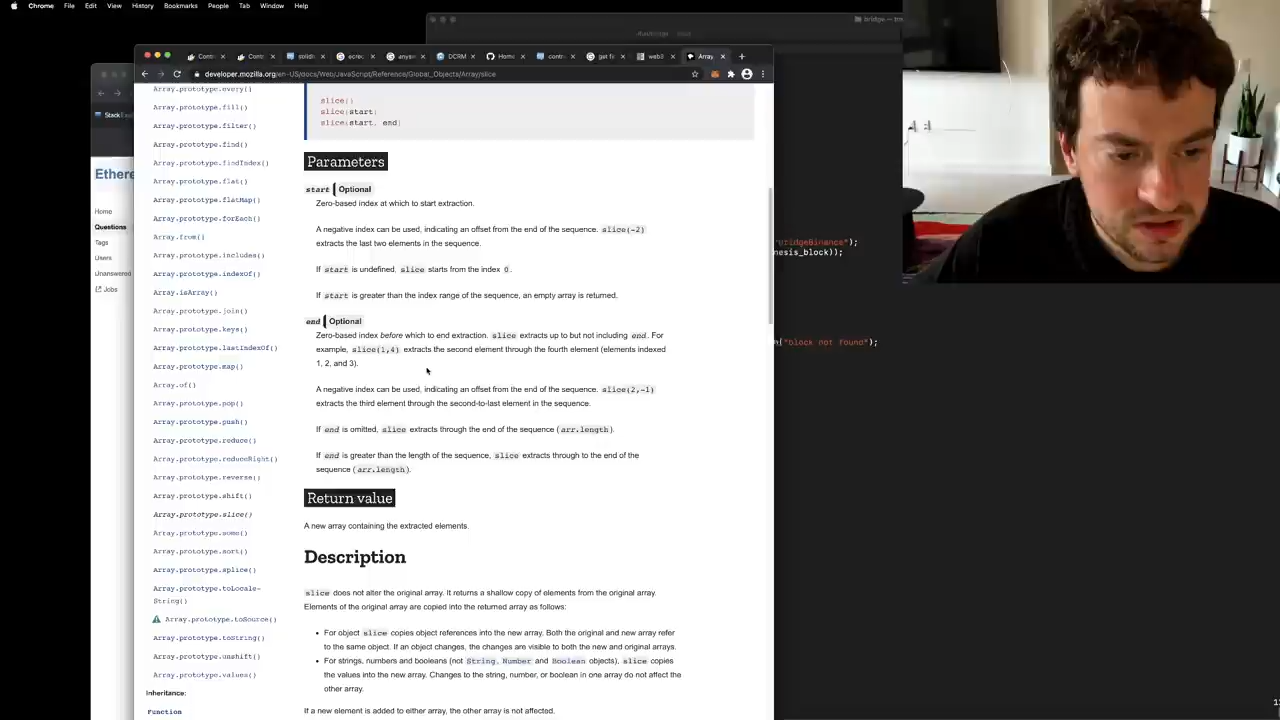 Chrome File Edit View History Bookmarks People Tab Window Help
Contr
Contr
solidit
ecrec
anysw
DCRM
Home
contr
get fi
web3
Array.
developer.mozilla.org/en-US/docs/Web/JavaScript/Reference/Global_Objects/Array/slice
StackExc
Ethere
Home
Questions
Tags
Users
Unanswered
Jobs
Array.prototype.every()
Array.prototype.fill()
Array.prototype.filter()
Array.prototype.find()
Array.prototype.findIndex()
Array.prototype.flat()
Array.prototype.flatMap()
Array.prototype.forEach()
Array.from()
Array.prototype.includes()
Array.prototype.indexOf()
Array.isArray()
Array.prototype.join()
Array.prototype.keys()
Array.prototype.lastIndexOf()
Array.prototype.map()
Array.of()
Array.prototype.pop()
Array.prototype.push()
Array.prototype.reduce()
Array.prototype.reduceRight()
Array.prototype.reverse()
Array.prototype.shift()
Array.prototype.slice()
Array.prototype.some()
Array.prototype.sort()
Array.prototype.splice()
Array.prototype.toLocale-
String()
Array.prototype.toSource()
Array.prototype.toString()
Array.prototype.unshift()
Array.prototype.values()
Inheritance:
Function
slice()
slice(start)
slice(start, end)
Parameters
start Optional
Zero-based index at which to start extraction.
A negative index can be used, indicating an offset from the end of the sequence. slice(-2)
extracts the last two elements in the sequence.
If start is undefined, slice starts from the index 0.
If start is greater than the index range of the sequence, an empty array is returned.
end Optional
Zero-based index before which to end extraction. slice extracts up to but not including end. For
example, slice(1,4) extracts the second element through the fourth element (elements indexed
1, 2, and 3).
A negative index can be used, indicating an offset from the end of the sequence. slice(2,-1)
extracts the third element through the second-to-last element in the sequence.
If end is omitted, slice extracts through the end of the sequence (arr.length).
If end is greater than the length of the sequence, slice extracts through to the end of the
sequence (arr.length).
Return value
A new array containing the extracted elements.
Description
slice does not alter the original array. It returns a shallow copy of elements from the original array.
Elements of the original array are copied into the returned array as follows:
For object slice copies object references into the new array. Both the original and new array refer
to the same object. If an object changes, the changes are visible to both the new and original arrays.
For strings, numbers and booleans (not String, Number and Boolean objects), slice copies
the values into the new array. Changes to the string, number, or boolean in one array do not affect the
other array.
If a new element is added to either array, the other array is not affected.
bridge
ridgeBinance");
nesis_block));
("block not found");